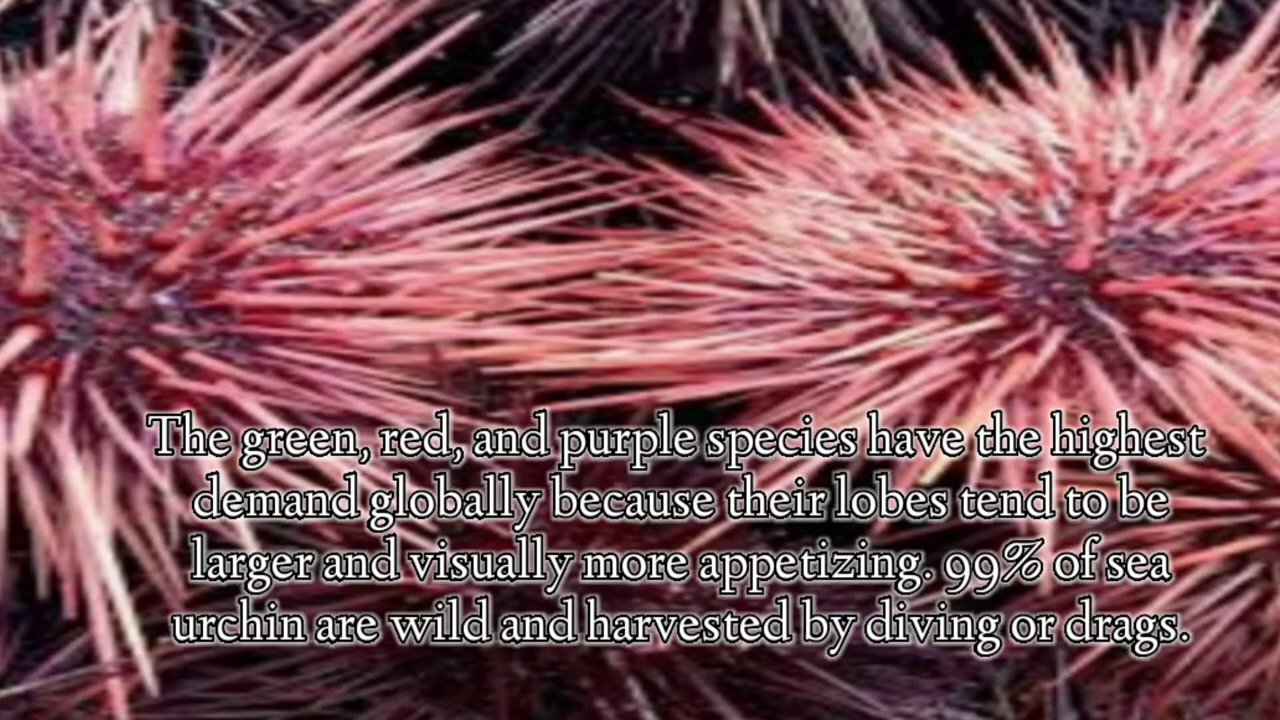 The green, red, and purple species have the highest
demand globally because their lobes tend to be
larger and visually more appetizing. 99% of sea
urchin are wild and harvested by diving or drags.